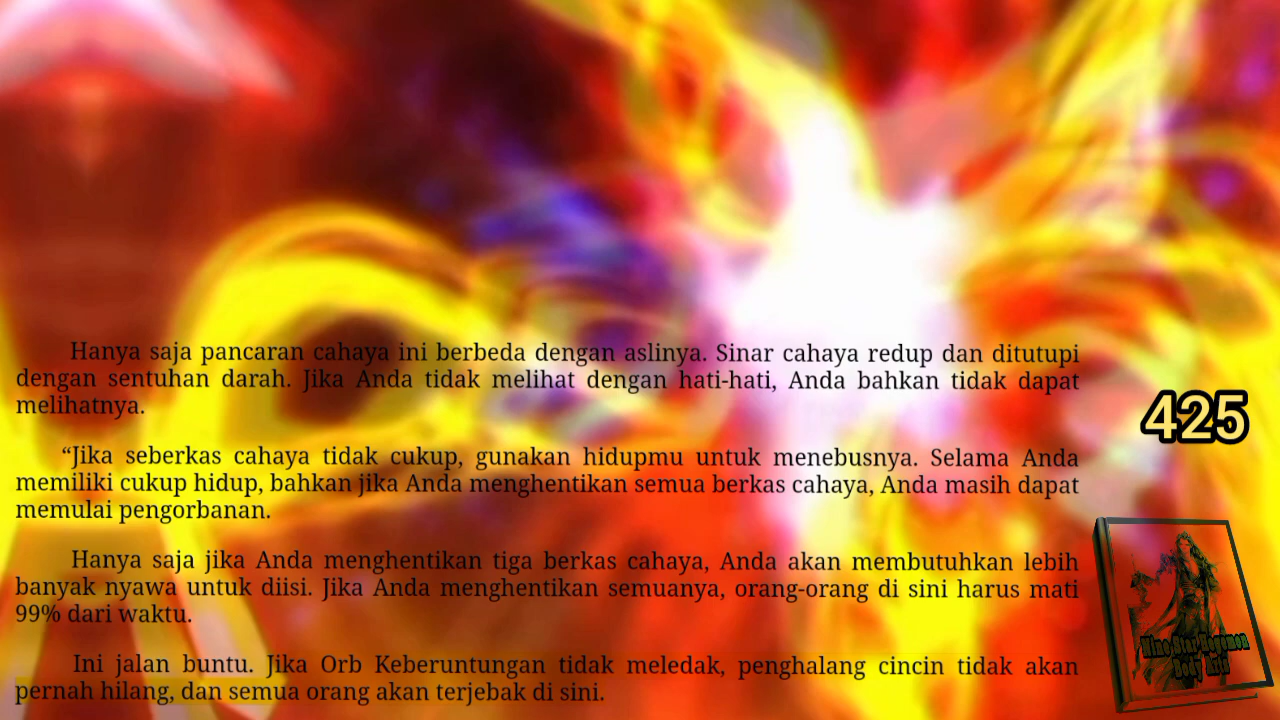 Hanya saja pancaran cahaya ini berbeda dengan aslinya. Sinar cahaya redup dan ditutupi
dengan sentuhan darah. Jika Anda tidak melihat dengan hati-hati, Anda bahkan tidak dapat
melihatnya.
“Jika seberkas cahaya tidak cukup, gunakan hidupmu untuk menebusnya. Selama Anda
memiliki cukup hidup, bahkan jika Anda menghentikan semua berkas cahaya, Anda masih dapat
memulai pengorbanan.
Hanya saja jika Anda menghentikan tiga berkas cahaya, Anda akan membutuhkan lebih
banyak nyawa untuk diisi. Jika Anda menghentikan semuanya, orang-orang di sini harus mati
99% dari waktu.
Ini jalan buntu. Jika Orb Keberuntungan tidak meledak, penghalang cincin tidak akan
pernah hilang, dan semua orang akan terjebak di sini.
425
Nine Star Hegemon
Body Arts